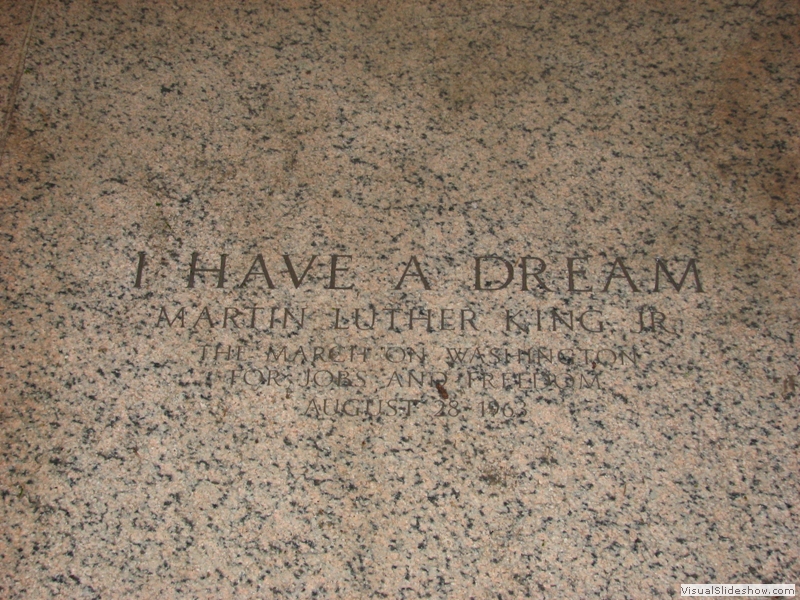 I HAVE A DREAM
MARTIN LUTHER KING JR.
THE MARCH ON WASHINGTON
FOR JOBS AND FREEDOM
AUGUST 28 1963
VisualSlideshow.com